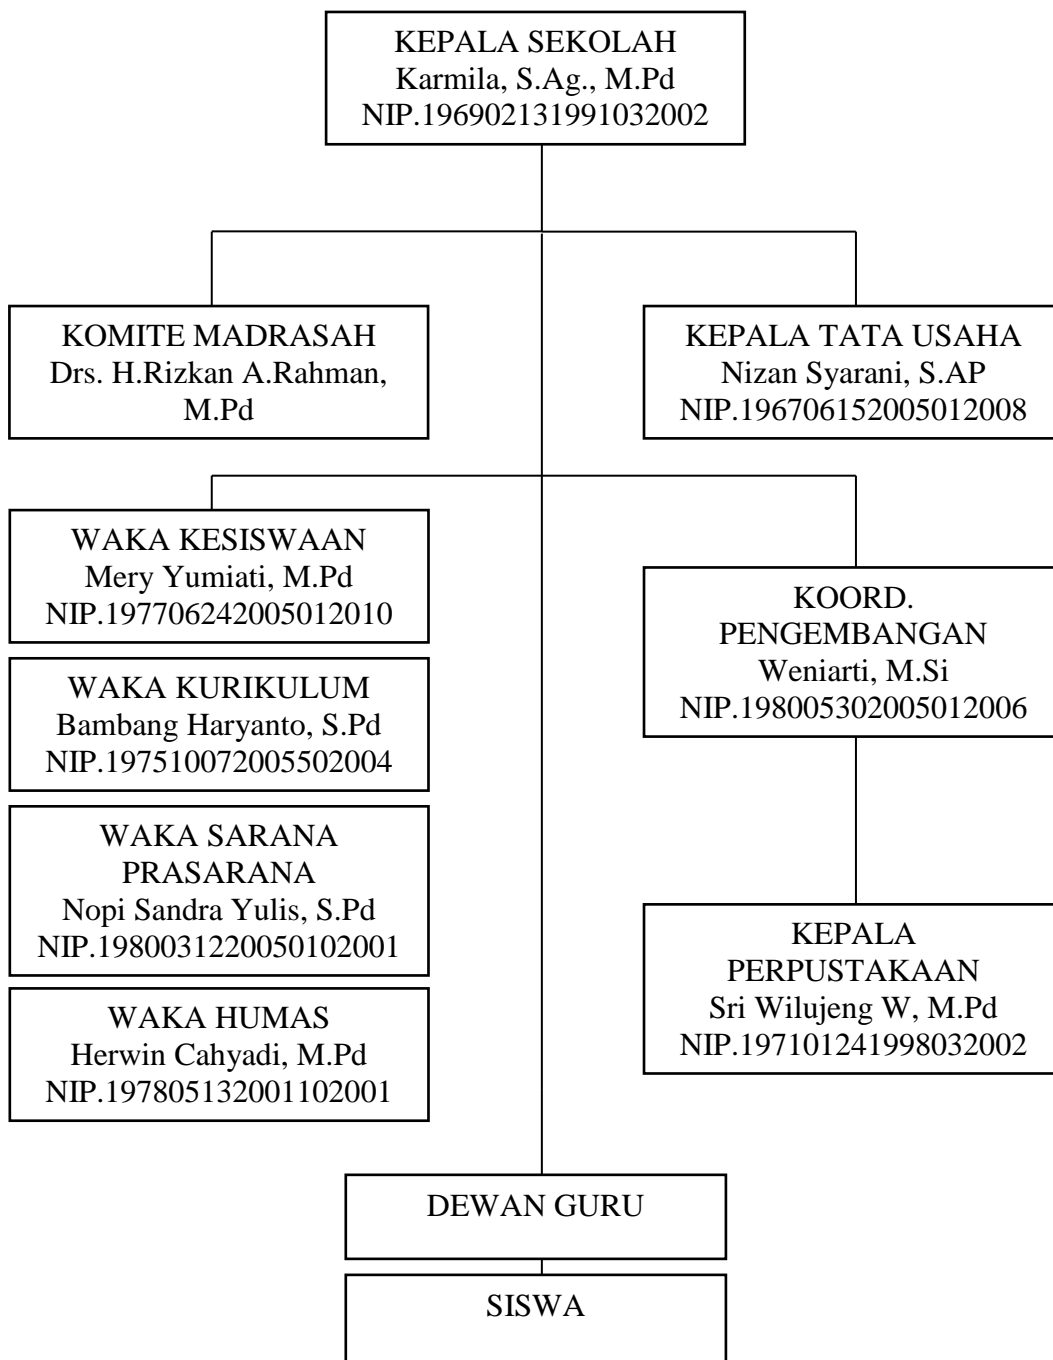 KEPALA SEKOLAH
Karmila, S.Ag., M.Pd
NIP.196902131991032002
KOMITE MADRASAH
Drs. H.Rizkan A.Rahman,
M.Pd
KEPALA TATA USAHA
Nizan Syarani, S.AP
NIP.196706152005012008
WAKA KESISWAAN
Mery Yumiati, M.Pd
NIP.197706242005012010
WAKA KURIKULUM
Bambang Haryanto, S.Pd
NIP.197510072005502004
WAKA SARANA
PRASARANA
Nopi Sandra Yulis, S.Pd
NIP.1980031220050102001
WAKA HUMAS
Herwin Cahyadi, M.Pd
NIP.197805132001102001
KOORD.
PENGEMBANGAN
Weniarti, M.Si
NIP.198005302005012006
KEPALA
PERPUSTAKAAN
Sri Wilujeng W, M.Pd
NIP.197101241998032002
DEWAN GURU
SISWA